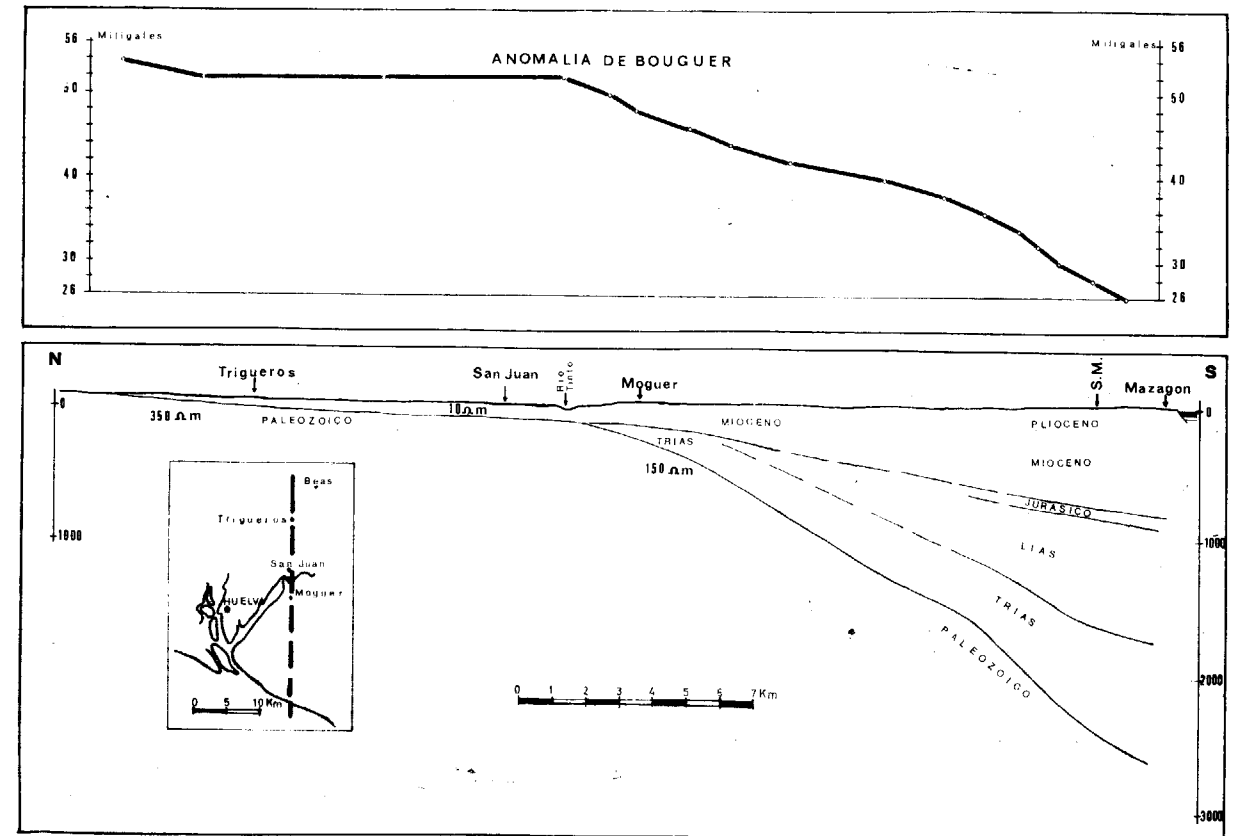 56 Miligales
ANOMALIA DE BOUGUER
Miligales 56
50
50
40
40
30
30
26
26
N
S
Trigueros
San Juan
Rio Tinto
Moguer
S.M.
Mazagon
0
0
350 Ω m
10 Ω m
PALEOZOICO
MIOCENO
PLIOCENO
TRIAS
150 Ω m
MIOCENO
JURASICO
LIAS
TRIAS
PALEOZOICO
1000
1000
2000
3000
Beas
Trigueros
San Juan
Moguer
HUELVA
0 5 10 Km
0 1 2 3 4 5 6 7 Km